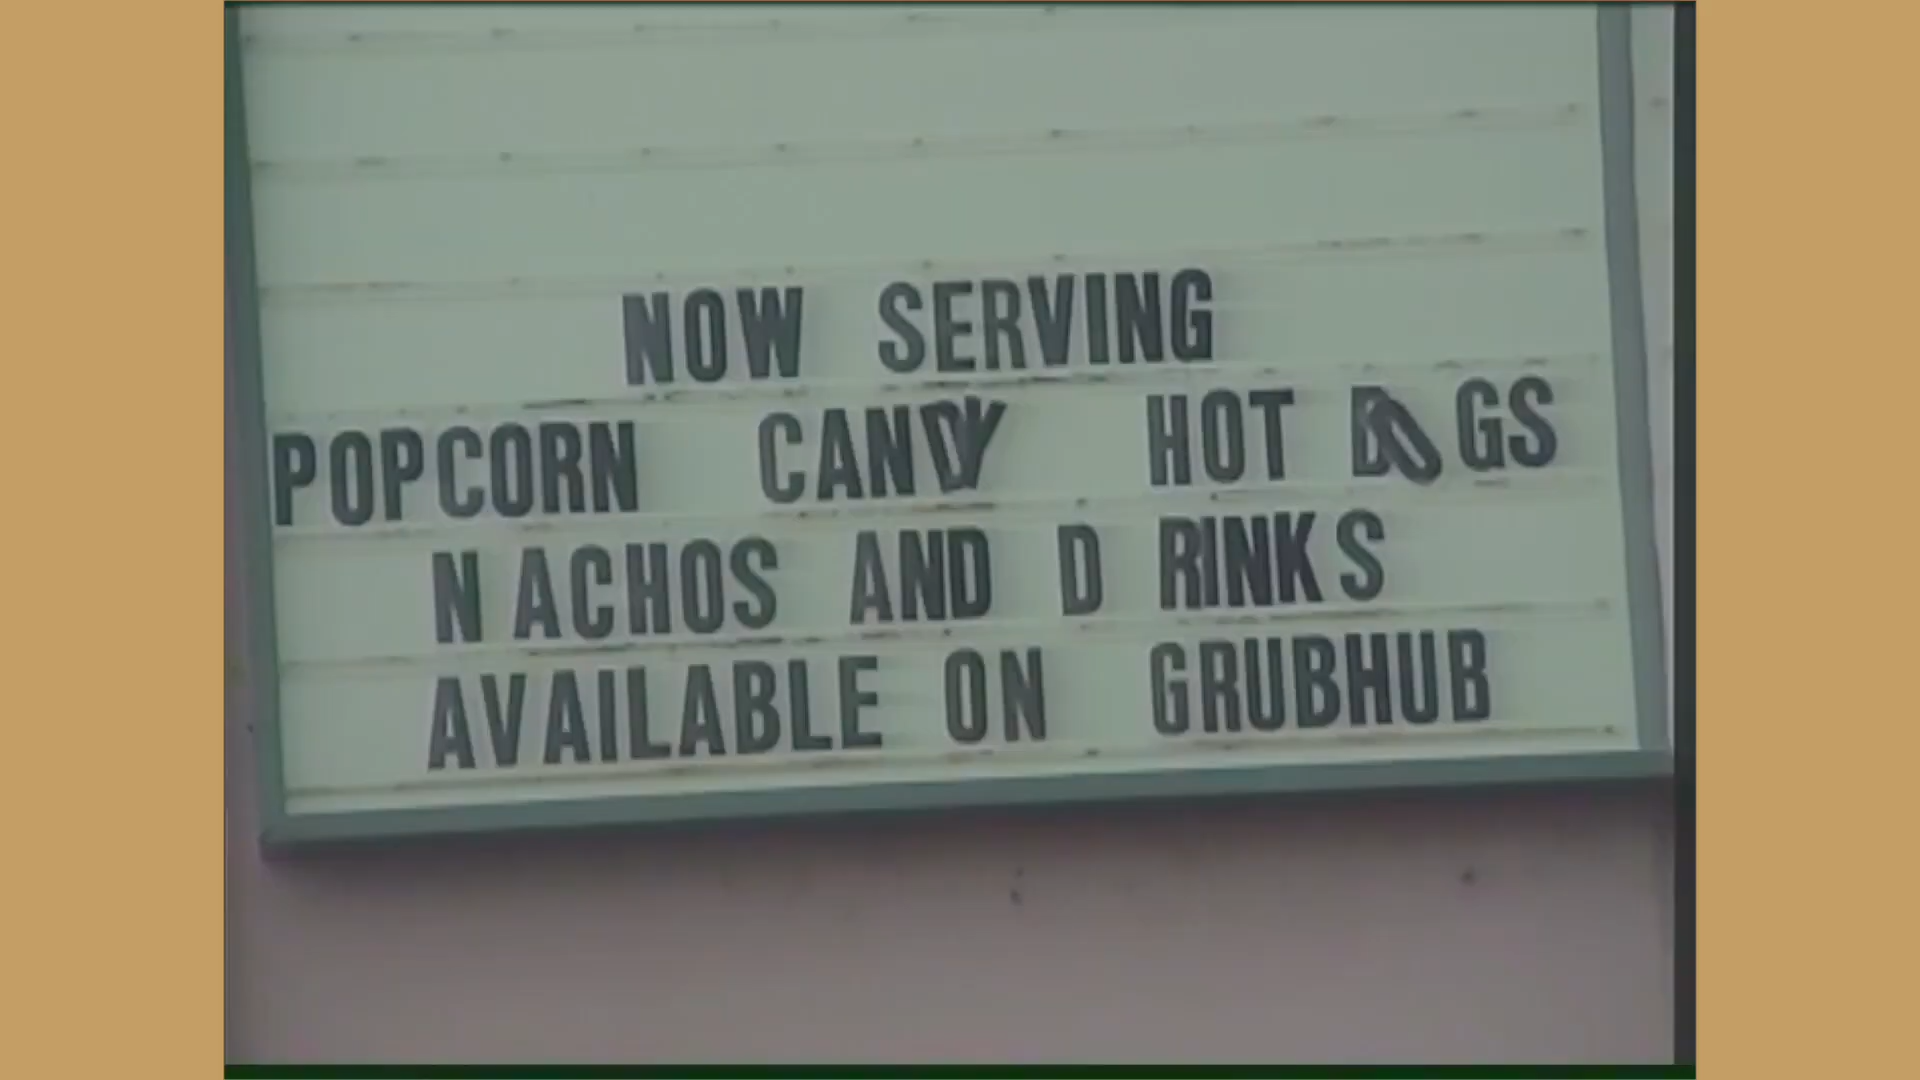 NOW SERVING
POPCORN CANDY HOT DOGS
NACHOS AND DRINKS
AVAILABLE ON GRUBHUB